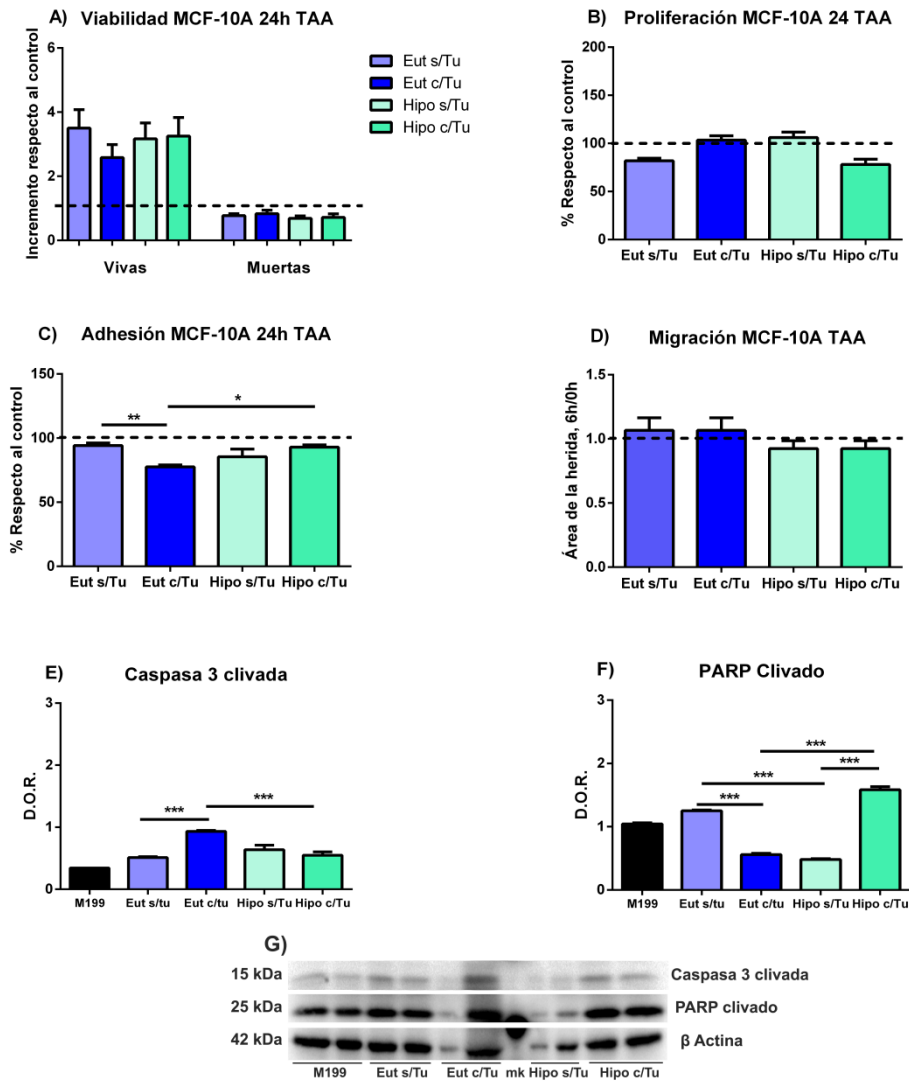 A) Viabilidad MCF-10A 24h TAA
Incremento respecto al control
6
4
2
0
Vivas Muertas
Eut s/Tu
Eut c/Tu
Hipo s/Tu
Hipo c/Tu
B) Proliferación MCF-10A 24 TAA
% Respecto al control
200
150
100
50
0
Eut s/Tu Eut c/Tu Hipo s/Tu Hipo c/Tu
C) Adhesión MCF-10A 24h TAA
% Respecto al control
150
100
50
0
** *
Eut s/Tu Eut c/Tu Hipo s/Tu Hipo c/Tu
D) Migración MCF-10A TAA
Área de la herida, 6h/0h
1.5
1.0
0.5
0.0
Eut s/Tu Eut c/Tu Hipo s/Tu Hipo c/Tu
E) Caspasa 3 clivada
D.O.R.
3
2
1
0
*** ***
M199 Eut s/tu Eut c/tu Hipo s/Tu Hipo c/Tu
F) PARP Clivado
D.O.R.
3
2
1
0
***
*** ***
***
M199 Eut s/tu Eut c/tu Hipo s/Tu Hipo c/Tu
G)
15 kDa Caspasa 3 clivada
25 kDa PARP clivado
42 kDa β Actina
M199 Eut s/Tu Eut c/Tu mk Hipo s/Tu Hipo c/Tu